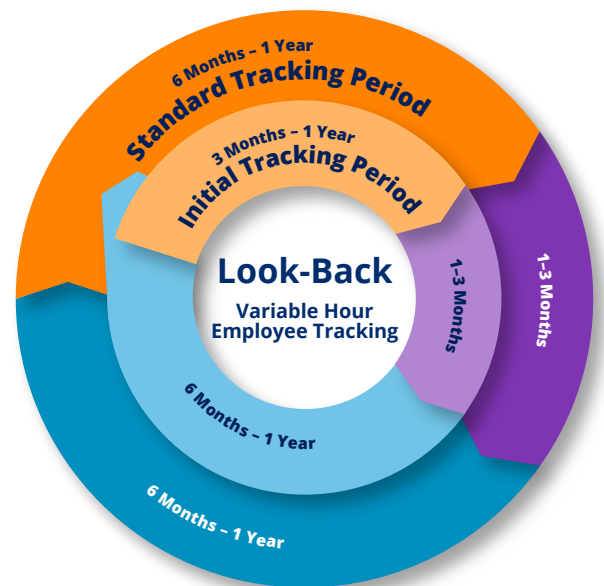 6 Months – 1 Year
Standard Tracking Period
3 Months – 1 Year
Initial Tracking Period
Look-Back
Variable Hour
Employee Tracking
1–3 Months
1–3 Months
6 Months – 1 Year
6 Months – 1 Year